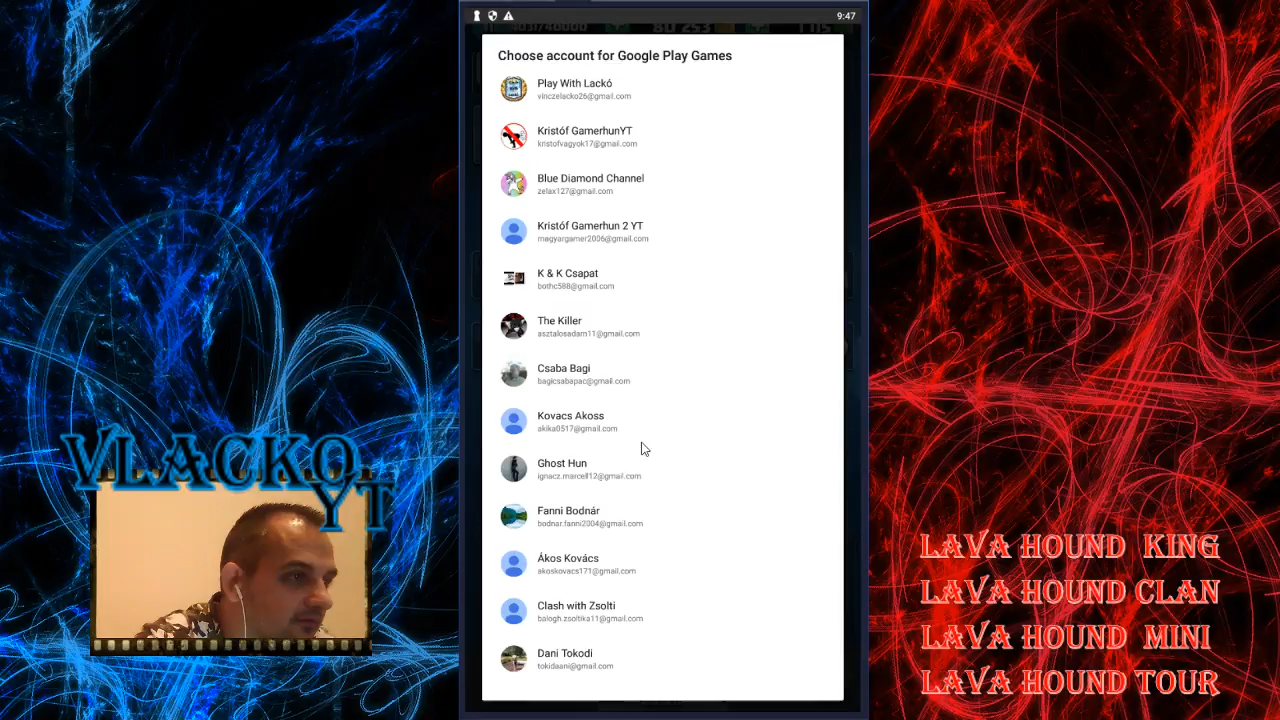 9:47
Choose account for Google Play Games
Play With Lackó
vinczelacko26@gmail.com
Kristóf GamerhunYT
kristofvagyok17@gmail.com
Blue Diamond Channel
zelax127@gmail.com
Kristóf Gamerhun 2 YT
magyargamer2006@gmail.com
K & K Csapat
bothc588@gmail.com
The Killer
asztalosadam11@gmail.com
Csaba Bagi
bagicsabapac@gmail.com
Kovacs Akoss
akika0517@gmail.com
Ghost Hun
ignacz.marcell12@gmail.com
Fanni Bodnár
bodnar.fanni2004@gmail.com
Ákos Kovács
akoskovacs171@gmail.com
Clash with Zsolti
balogh.zsoltika11@gmail.com
Dani Tokodi
tokidaani@gmail.com
VLACKO
YT
LAVA HOUND KING
LAVA HOUND CLAN
LAVA HOUND MINI
LAVA HOUND TOUR